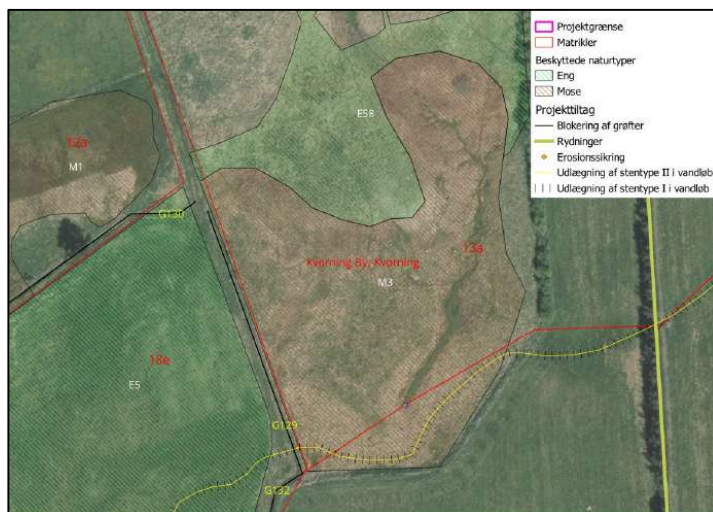 Projektgrænse
Matrikler
Beskyttede naturtyper
Eng
Mose
Projekttiltag
Blokering af grøfter
Rydninger
Erosionssikring
Udlægning af stentype II i vandløb
Udlægning af stentype I i vandløb
E58
M1
G130
13a
Kvorning By, Kvorning
M3
18e
E5
G129
G132